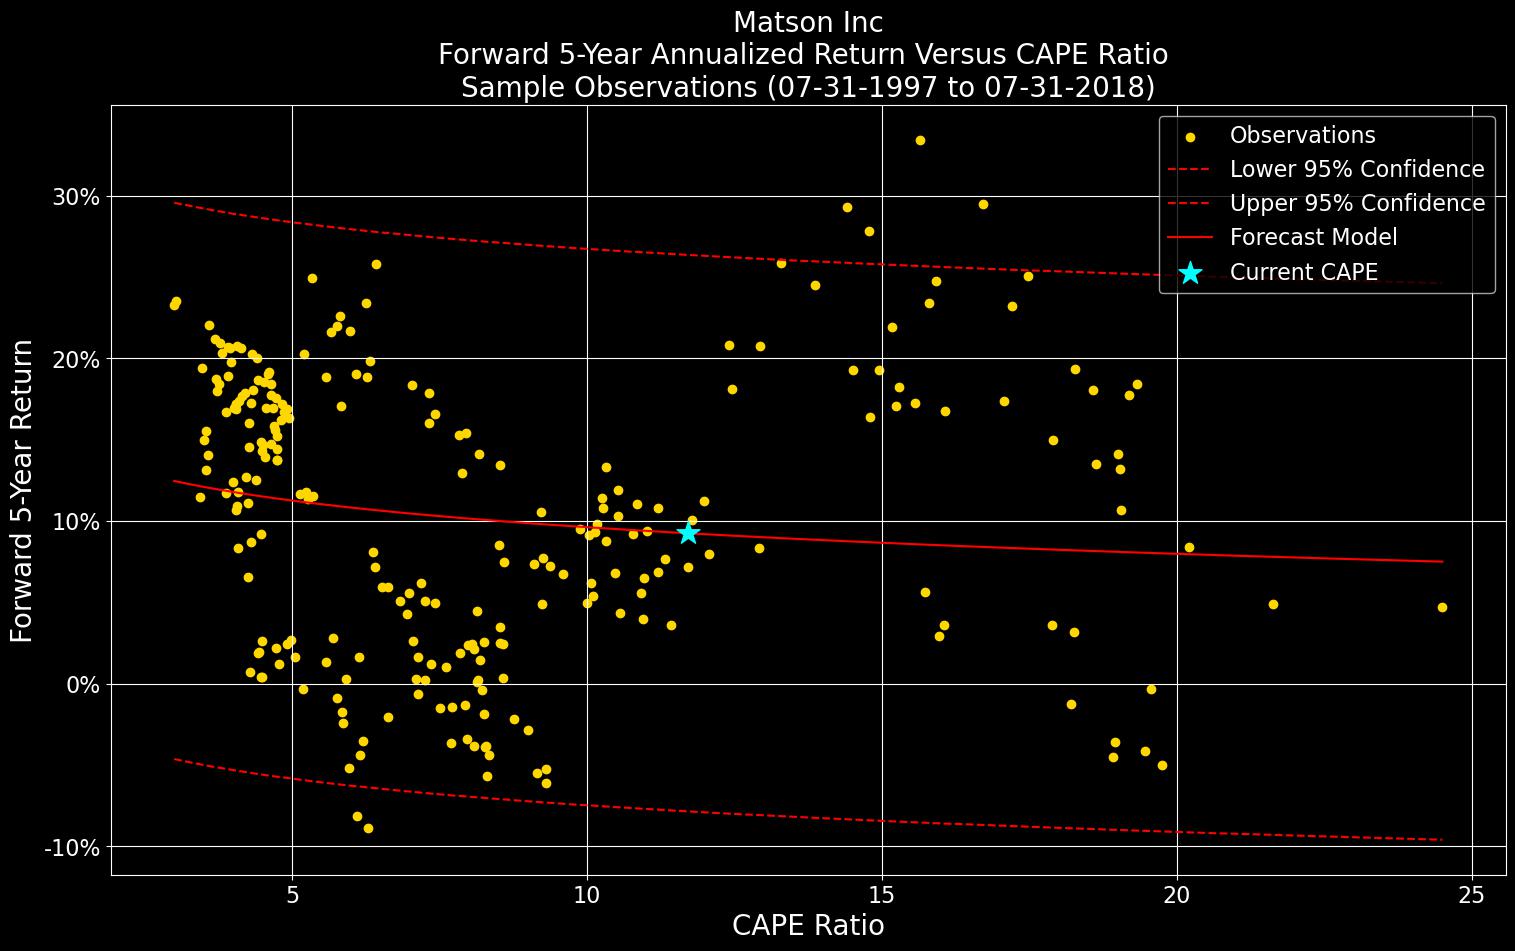 Matson Inc
Forward 5-Year Annualized Return Versus CAPE Ratio
Sample Observations (07-31-1997 to 07-31-2018)
Observations
Lower 95% Confidence
Upper 95% Confidence
Forecast Model
Current CAPE
Forward 5-Year Return
30%
20%
10%
0%
-10%
5
10
15
20
25
CAPE Ratio